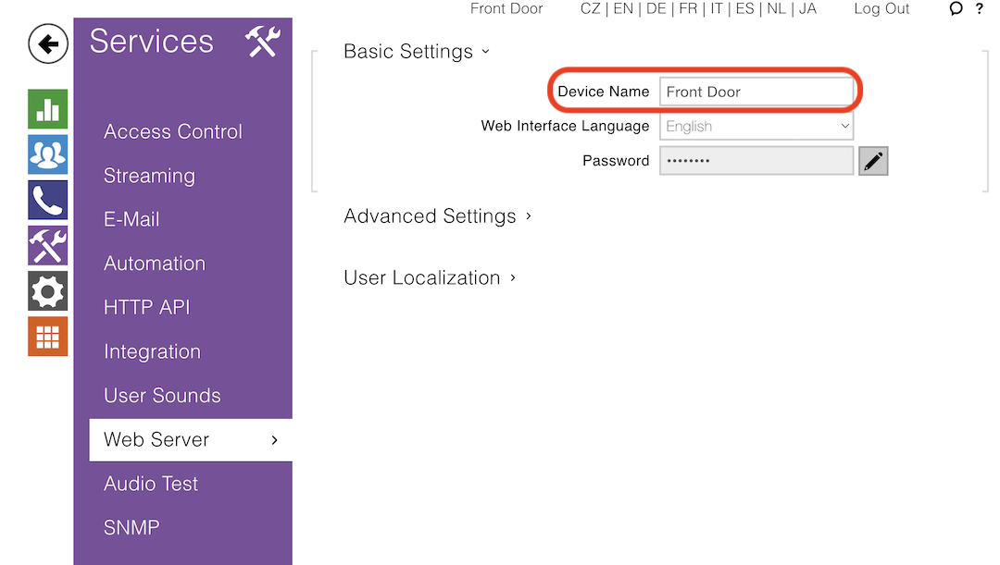 Front Door CZ | EN | DE | FR | IT | ES | NL | JA Log Out ?
Services
Access Control
Streaming
E-Mail
Automation
HTTP API
Integration
User Sounds
Web Server
Audio Test
SNMP
Basic Settings
Device Name Front Door
Web Interface Language English
Password ••••••••
Advanced Settings
User Localization